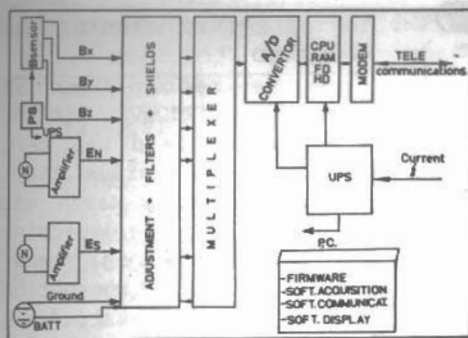 B sensor
Bx
By
Bz
PS
UPS
N
Amplifier
EN
N
Amplifier
ES
Ground
BATT
ADJUSTMENT + FILTERS + SHIELDS
MULTIPLEXER
A/D
CONVERTOR
CPU
RAM
FD
HD
MODEM
TELE
communications
UPS
Current
P.C.
-FIRMWARE
-SOFT.ACQUISITION
-SOFT.COMMUNICAT.
-SOFT. DISPLAY